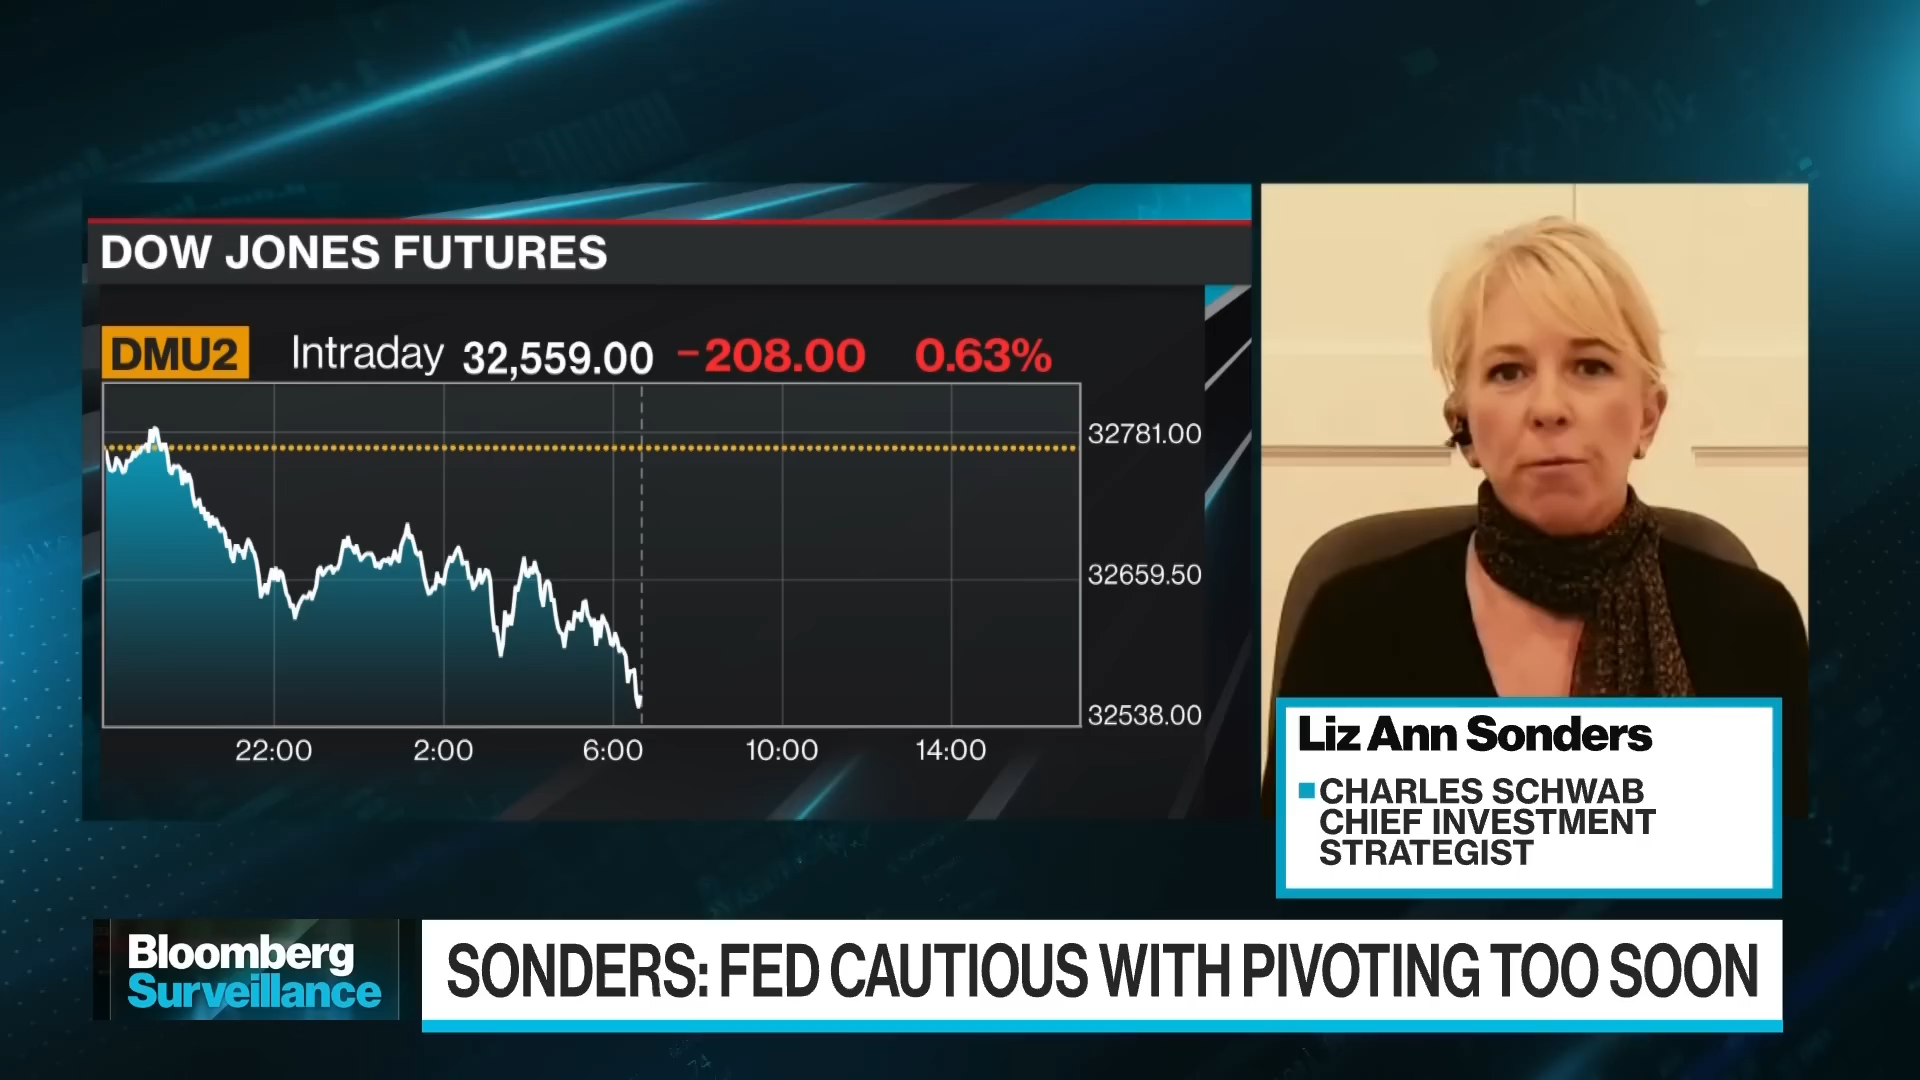 DOW JONES FUTURES
DMU2 Intraday 32,559.00 -208.00 0.63%
32781.00
32659.50
32538.00
22:00 2:00 6:00 10:00 14:00
Liz Ann Sonders
CHARLES SCHWAB
CHIEF INVESTMENT
STRATEGIST
Bloomberg
Surveillance
SONDERS: FED CAUTIOUS WITH PIVOTING TOO SOON